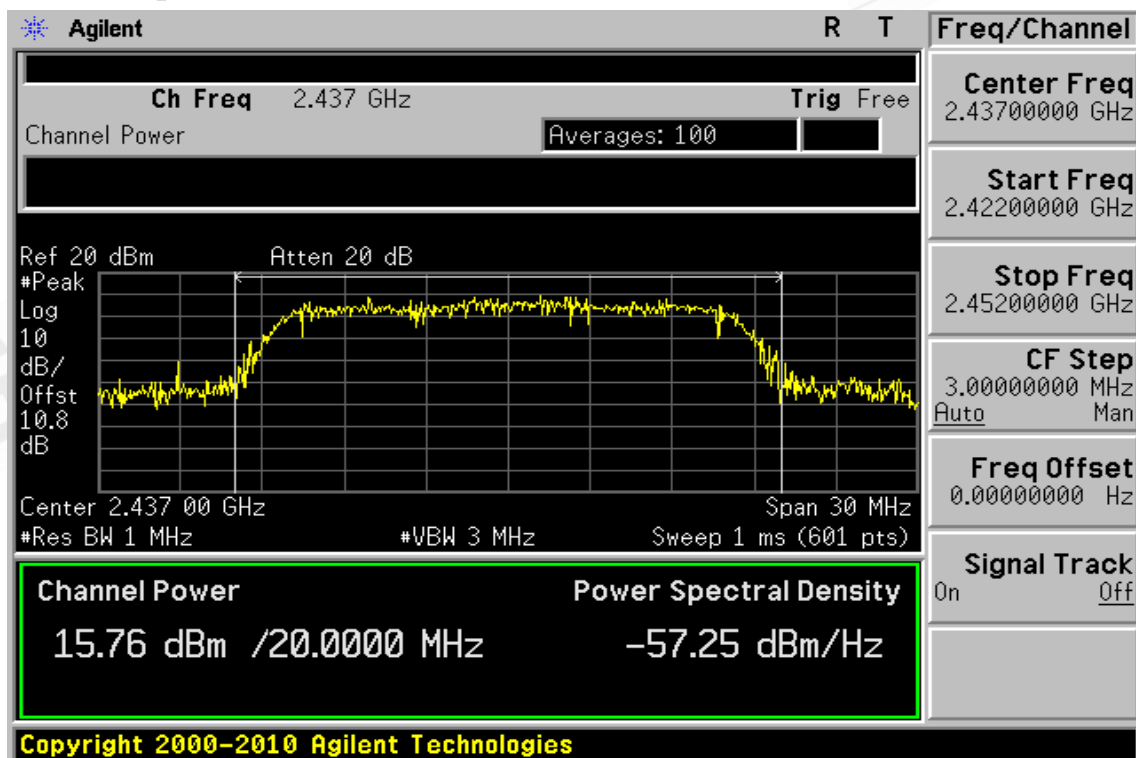 Agilent R T
Ch Freq 2.437 GHz Trig Free
Channel Power Averages: 100
Ref 20 dBm Atten 20 dB
#Peak
Log
10
dB/
Offst
10.8
dB
Center 2.437 00 GHz Span 30 MHz
#Res BW 1 MHz #VBW 3 MHz Sweep 1 ms (601 pts)
Channel Power Power Spectral Density
15.76 dBm /20.0000 MHz -57.25 dBm/Hz
Copyright 2000-2010 Agilent Technologies
Freq/Channel
Center Freq
2.43700000 GHz
Start Freq
2.42200000 GHz
Stop Freq
2.45200000 GHz
CF Step
3.00000000 MHz
Auto Man
Freq Offset
0.00000000 Hz
Signal Track
On Off